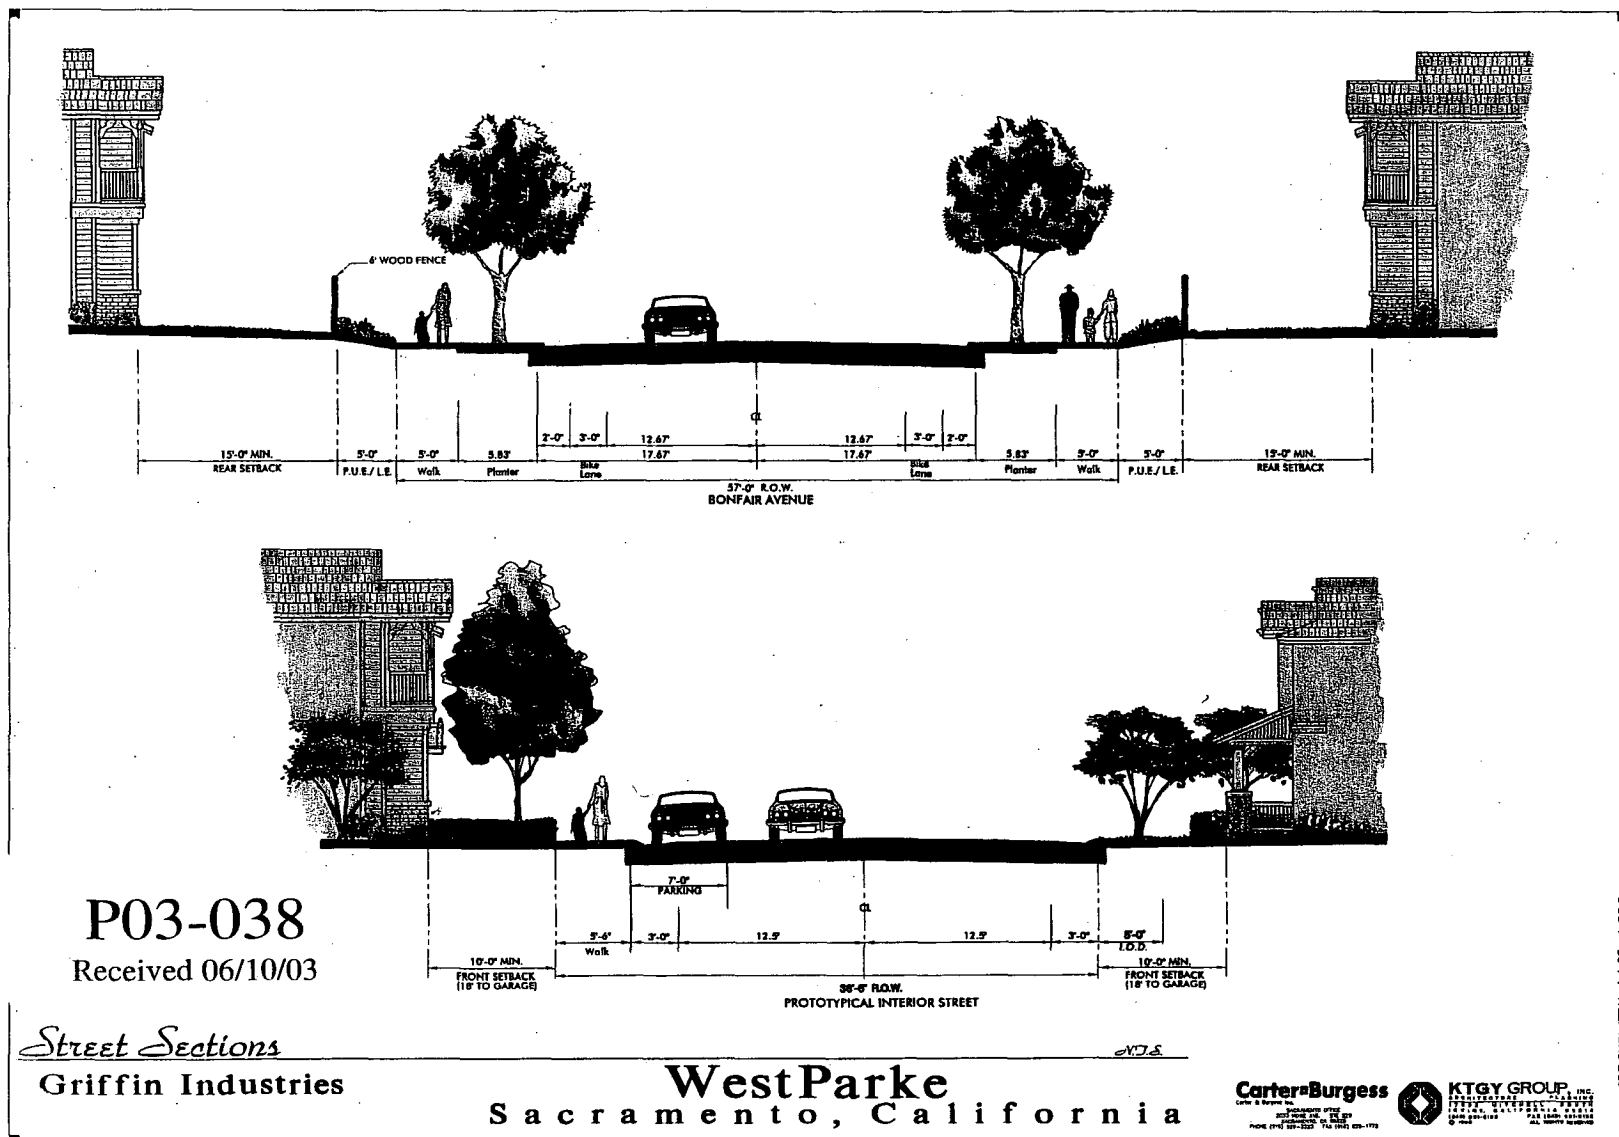 6' WOOD FENCE
℄
2'-0" 3'-0" 12.67' 12.67' 3'-0" 2'-0"
15'-0" MIN. 5'-0" 5'-0" 5.83' 17.67' 17.67' 5.83' 5'-0" 5'-0" 15'-0" MIN.
REAR SETBACK P.U.E./ L.E. Walk Planter Bike Lane Bike Lane Planter Walk P.U.E./ L.E. REAR SETBACK
57'-0" R.O.W.
BONFAIR AVENUE
7'-0"
PARKING
℄
5'-6" 3'-0" 12.5' 12.5' 3'-0"
Walk I.O.D.
10'-0" MIN. 10'-0" MIN.
FRONT SETBACK FRONT SETBACK
(18' TO GARAGE) (18' TO GARAGE)
R.O.W.
PROTOTYPICAL INTERIOR STREET
P03-038
Received 06/10/03
Street Sections
N.T.S.
Griffin Industries
WestParke
Sacramento, California
Carter=Burgess
KTGY GROUP, INC.
ARCHITECTURE PLANNING
SACRAMENTO OFFICE